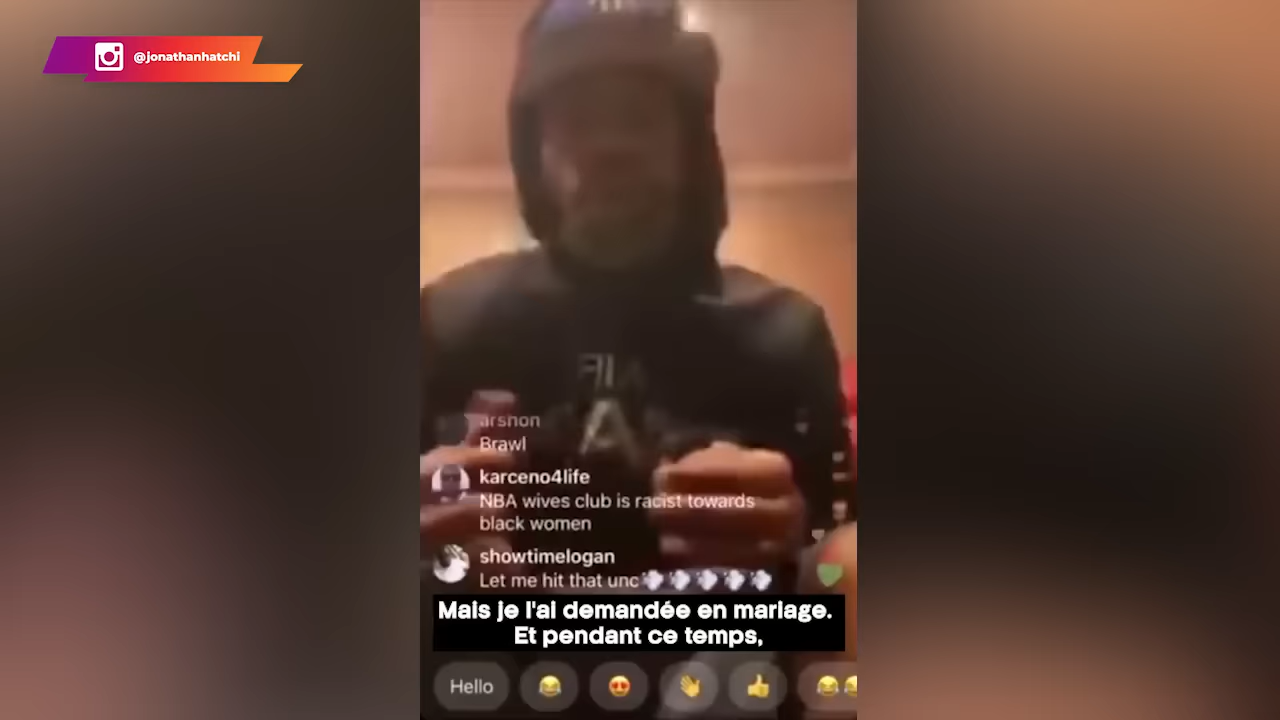 @jonathanhatchi
FILA
arshon
Brawl
karceno4life
NBA wives club is racist towards
black women
showtimelogan
Let me hit that unc💨💨💨💨💨
Mais je l'ai demandée en mariage.
Et pendant ce temps,
Hello 😂 😍 👋 👍 😂😂